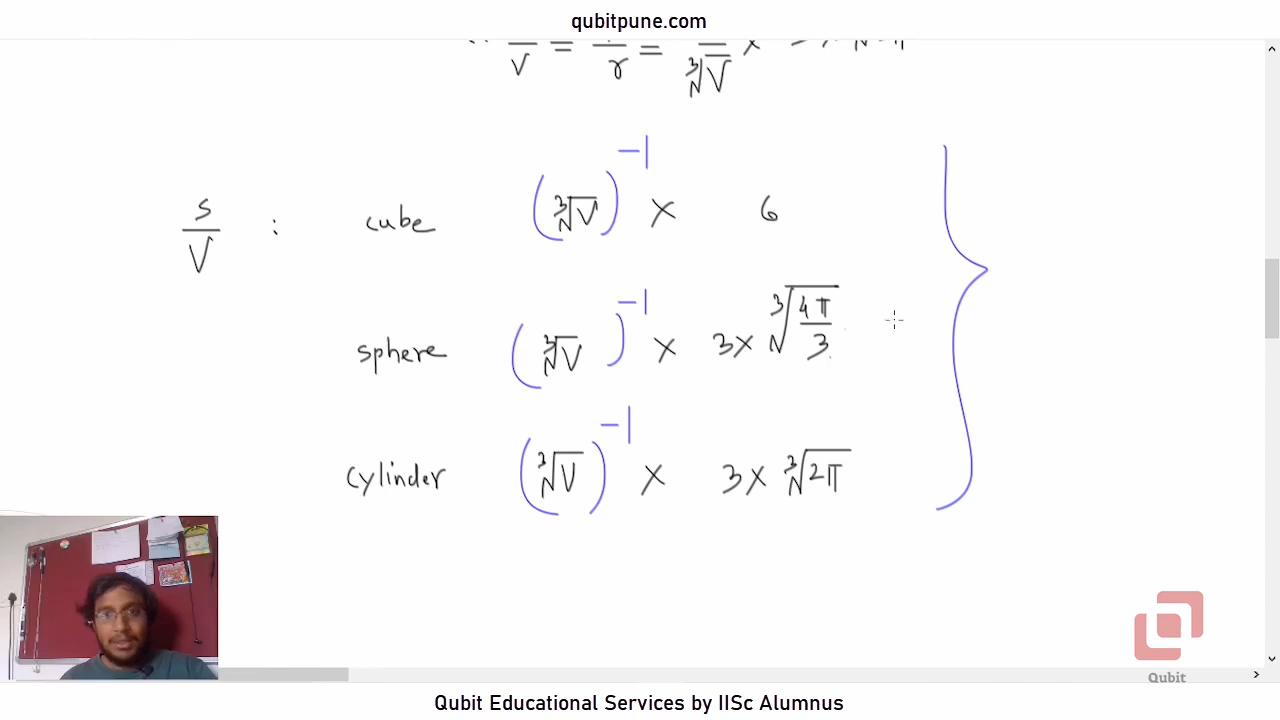 qubitpune.com
V = r = ∛V ×
S/V : cube (∛V)⁻¹ × 6
sphere (∛V)⁻¹ × 3 × ∛(4π/3)
cylinder (∛V)⁻¹ × 3 × ∛(2π)
Qubit
Qubit Educational Services by IISc Alumnus